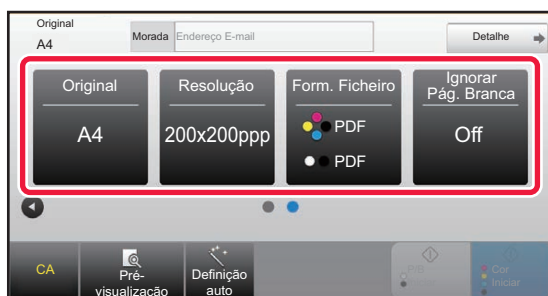 Original
A4
Morada
Endereço E-mail
Detalhe
Original
A4
Resolução
200x200ppp
Form. Ficheiro
PDF
PDF
Ignorar
Pág. Branca
Off
CA
Pré-
visualização
Definição
auto
P/B
Iniciar
Cor
Iniciar